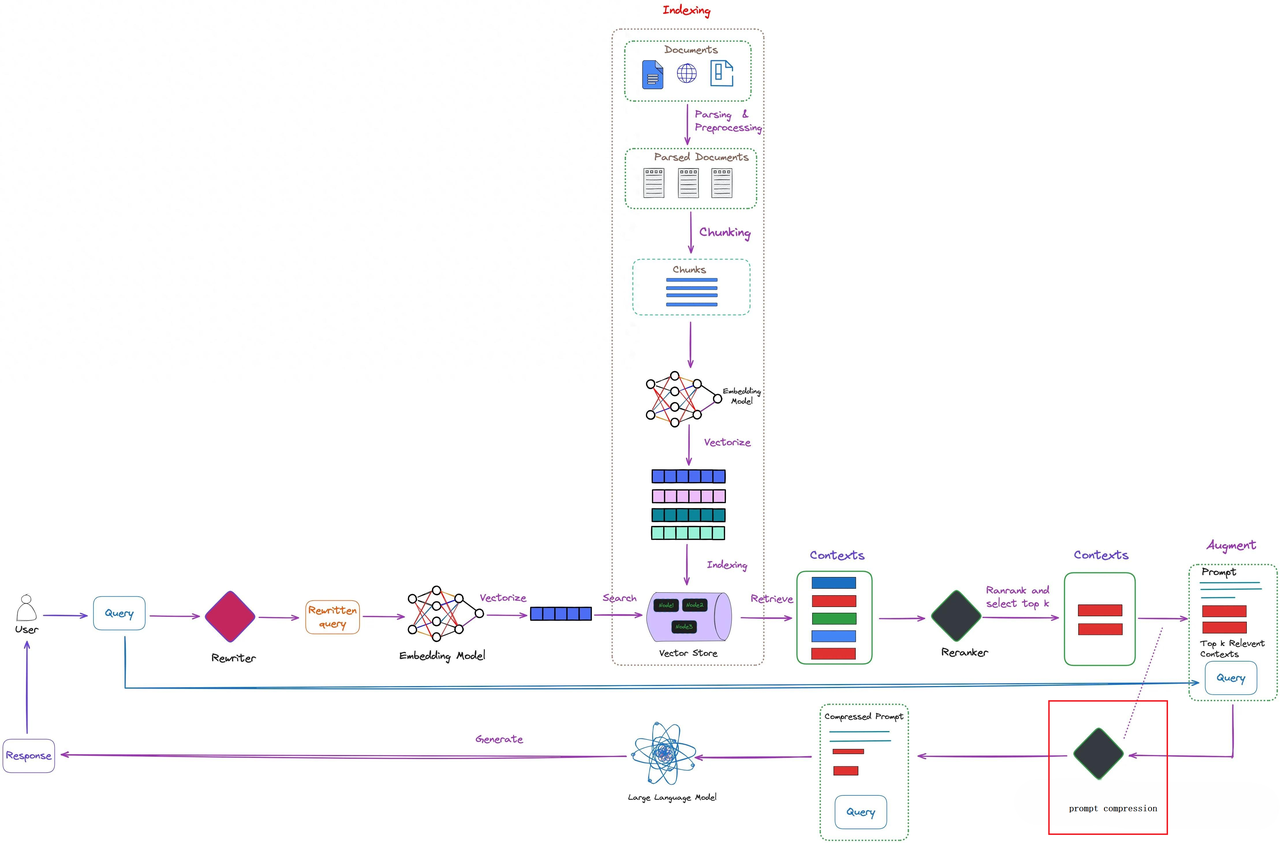 Indexing
Documents
Parsing &
Preprocessing
Parsed Documents
Chunking
Chunks
Embedding
Model
Vectorize
Indexing
User
Query
Rewriter
Rewritten
query
Embedding Model
Vectorize
Search
Node1
Node2
Node3
Vector Store
Retrieve
Contexts
Reranker
Ranrank and
select top k
Contexts
Augment
Prompt
Top k Relevent
Contexts
Query
prompt compression
Compressed Prompt
Query
Large Language Model
Generate
Response